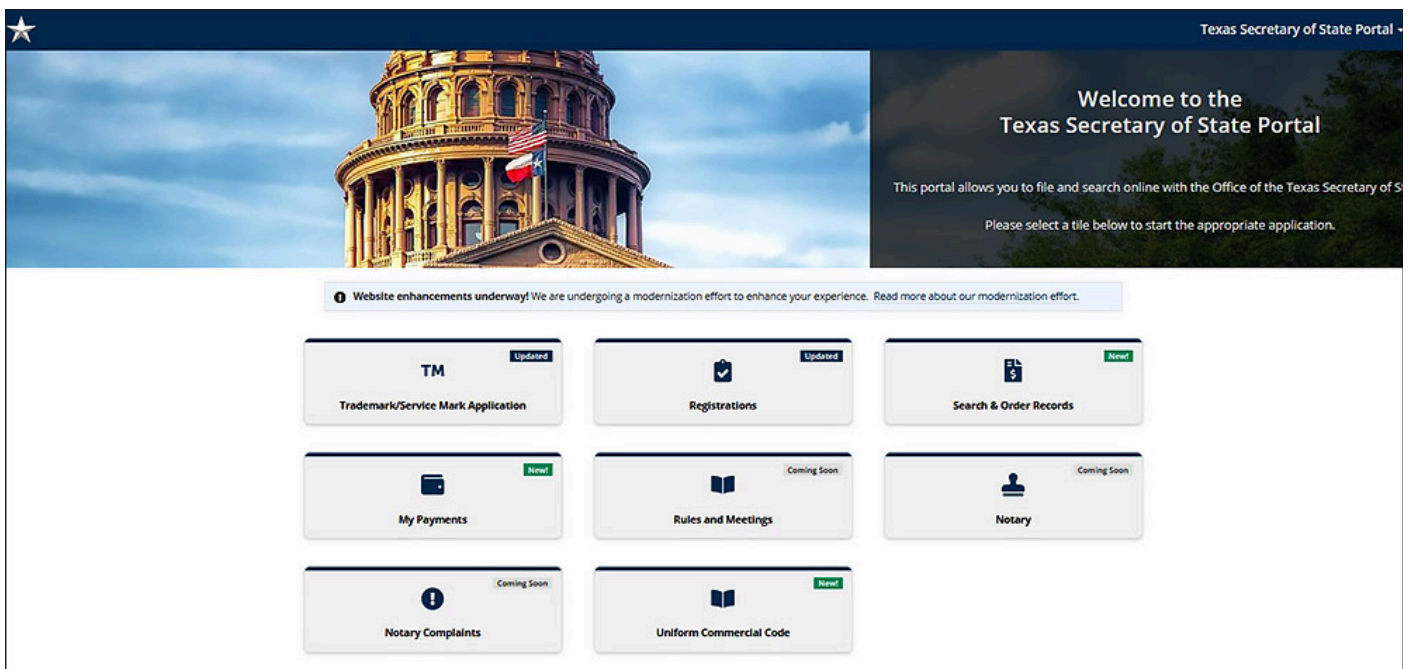 Texas Secretary of State Portal
Welcome to the
Texas Secretary of State Portal
This portal allows you to file and search online with the Office of the Texas Secretary of S
Please select a tile below to start the appropriate application.
Website enhancements underway! We are undergoing a modernization effort to enhance your experience. Read more about our modernization effort.
Updated
TM
Trademark/Service Mark Application
Updated
Registrations
New!
$
Search & Order Records
New!
My Payments
Coming Soon
Rules and Meetings
Coming Soon
Notary
Coming Soon
Notary Complaints
New!
Uniform Commercial Code